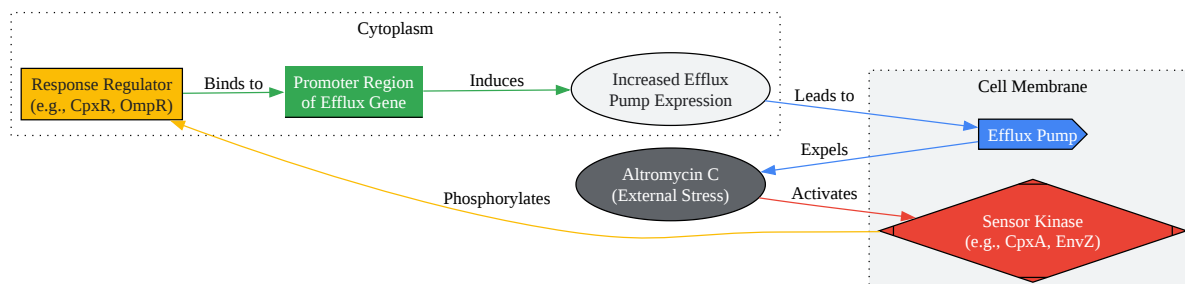 Cytoplasm
Response Regulator
(e.g., CpxR, OmpR)
Binds to
Promoter Region
of Efflux Gene
Induces
Increased Efflux
Pump Expression
Leads to
Cell Membrane
Efflux Pump
Expels
Altromycin C
(External Stress)
Activates
Phosphorylates
Sensor Kinase
(e.g., CpxA, EnvZ)